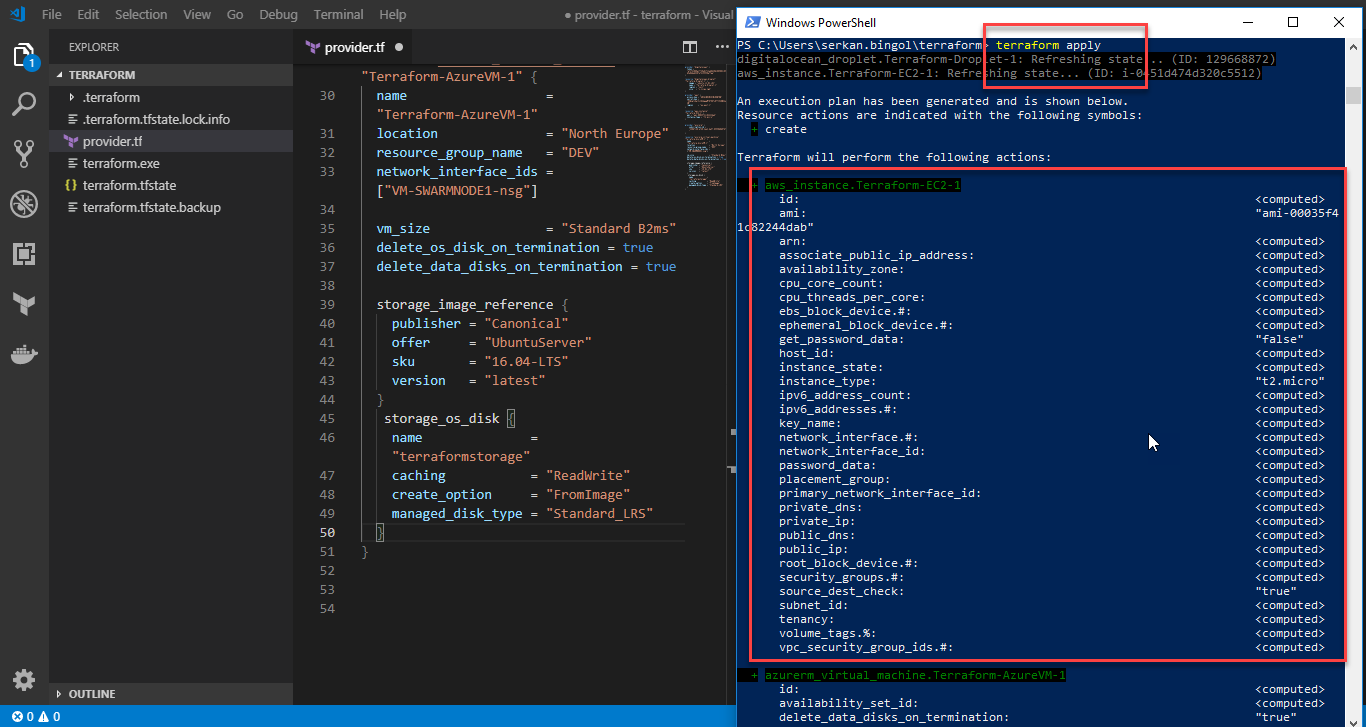 File Edit Selection View Go Debug Terminal Help
● provider.tf - terraform - Visual
EXPLORER
TERRAFORM
.terraform
.terraform.tfstate.lock.info
provider.tf
terraform.exe
terraform.tfstate
terraform.tfstate.backup
OUTLINE
1
0 0
provider.tf ●
"Terraform-AzureVM-1" {
30 name =
"Terraform-AzureVM-1"
31 location = "North Europe"
32 resource_group_name = "DEV"
33 network_interface_ids =
["VM-SWARMNODE1-nsg"]
34
35 vm_size = "Standard B2ms"
36 delete_os_disk_on_termination = true
37 delete_data_disks_on_termination = true
38
39 storage_image_reference {
40 publisher = "Canonical"
41 offer = "UbuntuServer"
42 sku = "16.04-LTS"
43 version = "latest"
44 }
45 storage_os_disk {
46 name =
"terraformstorage"
47 caching = "ReadWrite"
48 create_option = "FromImage"
49 managed_disk_type = "Standard_LRS"
50 }
51 }
52
53
54
Windows PowerShell
PS C:\Users\serkan.bingol\terraform> terraform apply
digitalocean_droplet.Terraform-Droplet-1: Refreshing state... (ID: 129668872)
aws_instance.Terraform-EC2-1: Refreshing state... (ID: i-0451d474d320c5512)
An execution plan has been generated and is shown below.
Resource actions are indicated with the following symbols:
+ create
Terraform will perform the following actions:
+ aws_instance.Terraform-EC2-1
id: <computed>
ami: "ami-00035f4
1c82244dab"
arn: <computed>
associate_public_ip_address: <computed>
availability_zone: <computed>
cpu_core_count: <computed>
cpu_threads_per_core: <computed>
ebs_block_device.#: <computed>
ephemeral_block_device.#: <computed>
get_password_data: "false"
host_id: <computed>
instance_state: <computed>
instance_type: "t2.micro"
ipv6_address_count: <computed>
ipv6_addresses.#: <computed>
key_name: <computed>
network_interface.#: <computed>
network_interface_id: <computed>
password_data: <computed>
placement_group: <computed>
primary_network_interface_id: <computed>
private_dns: <computed>
private_ip: <computed>
public_dns: <computed>
public_ip: <computed>
root_block_device.#: <computed>
security_groups.#: <computed>
source_dest_check: "true"
subnet_id: <computed>
tenancy: <computed>
volume_tags.%: <computed>
vpc_security_group_ids.#: <computed>
+ azurerm_virtual_machine.Terraform-AzureVM-1
id: <computed>
availability_set_id: <computed>
delete_data_disks_on_termination: "true"